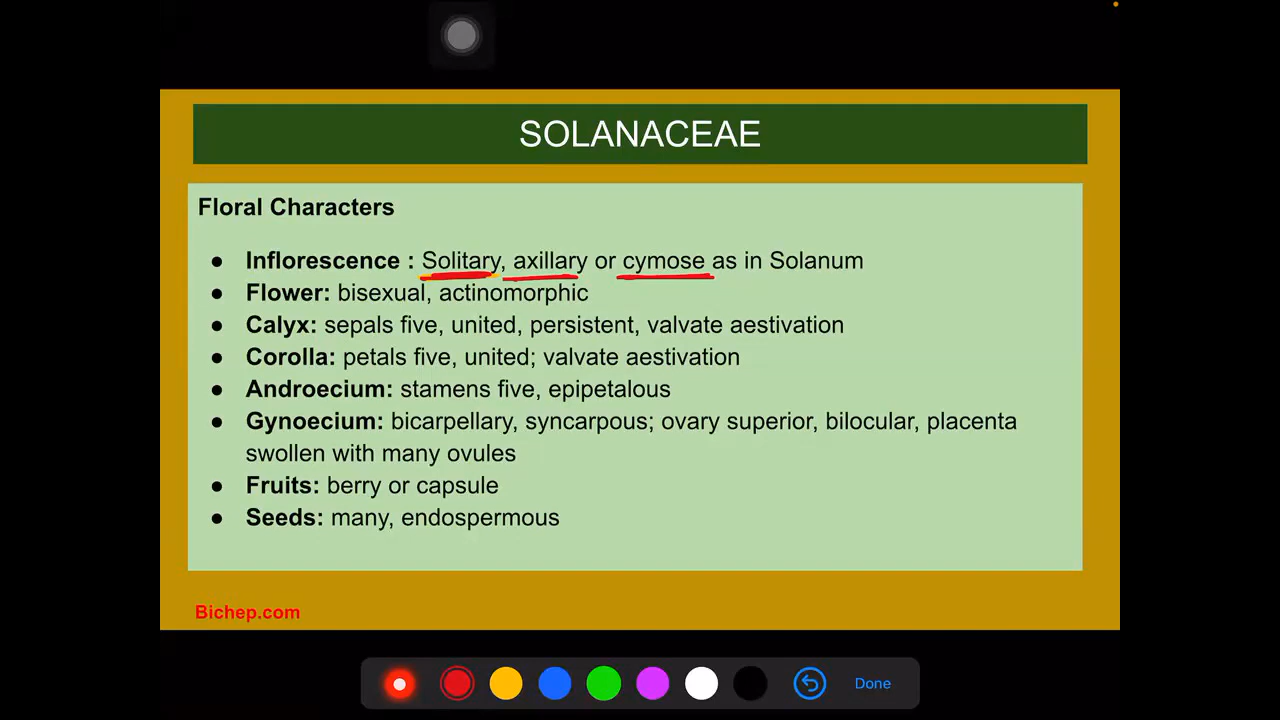 SOLANACEAE
Floral Characters
● Inflorescence : Solitary, axillary or cymose as in Solanum
● Flower: bisexual, actinomorphic
● Calyx: sepals five, united, persistent, valvate aestivation
● Corolla: petals five, united; valvate aestivation
● Androecium: stamens five, epipetalous
● Gynoecium: bicarpellary, syncarpous; ovary superior, bilocular, placenta
swollen with many ovules
● Fruits: berry or capsule
● Seeds: many, endospermous
Bichep.com
Done